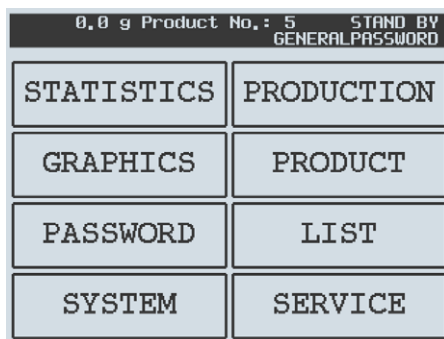 0.0 g Product No.: 5 STAND BY
GENERALPASSWORD
STATISTICS PRODUCTION
GRAPHICS PRODUCT
PASSWORD LIST
SYSTEM SERVICE